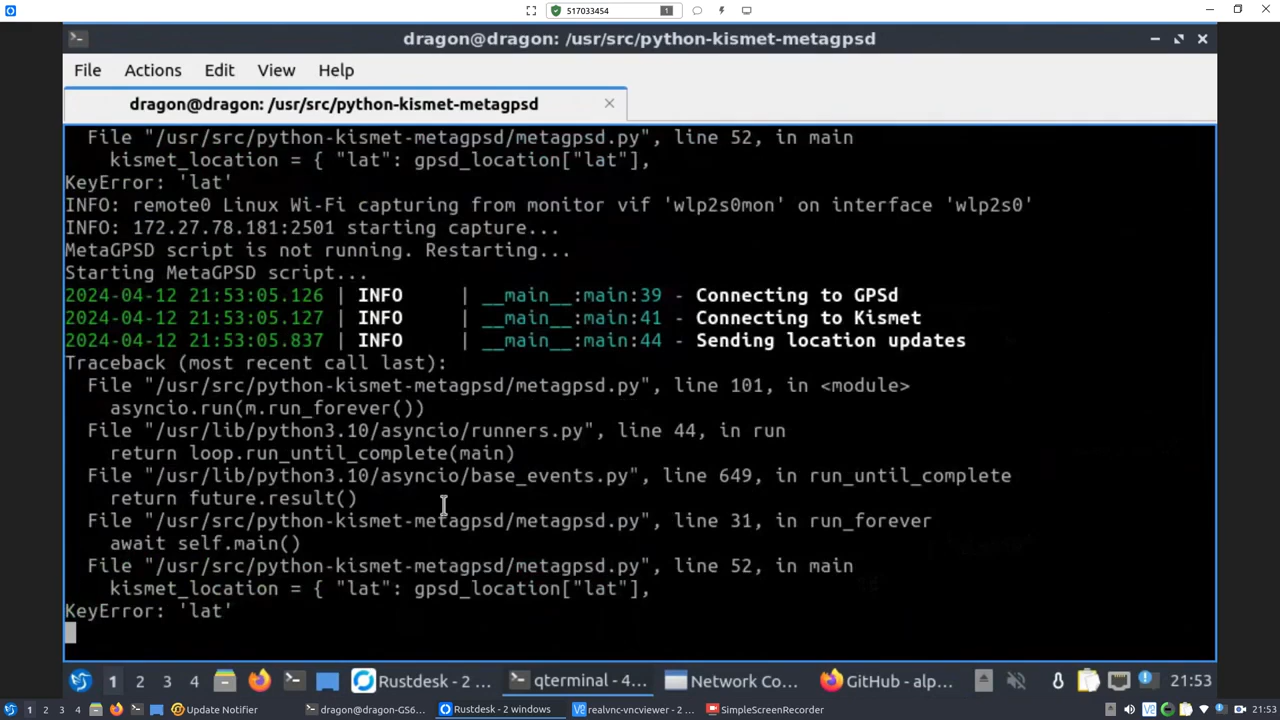 517033454
1
dragon@dragon: /usr/src/python-kismet-metagpsd
File Actions Edit View Help
dragon@dragon: /usr/src/python-kismet-metagpsd
File "/usr/src/python-kismet-metagpsd/metagpsd.py", line 52, in main
kismet_location = { "lat": gpsd_location["lat"],
KeyError: 'lat'
INFO: remote0 Linux Wi-Fi capturing from monitor vif 'wlp2s0mon' on interface 'wlp2s0'
INFO: 172.27.78.181:2501 starting capture...
MetaGPSD script is not running. Restarting...
Starting MetaGPSD script...
2024-04-12 21:53:05.126 | INFO | __main__:main:39 - Connecting to GPSd
2024-04-12 21:53:05.127 | INFO | __main__:main:41 - Connecting to Kismet
2024-04-12 21:53:05.837 | INFO | __main__:main:44 - Sending location updates
Traceback (most recent call last):
File "/usr/src/python-kismet-metagpsd/metagpsd.py", line 101, in <module>
asyncio.run(m.run_forever())
File "/usr/lib/python3.10/asyncio/runners.py", line 44, in run
return loop.run_until_complete(main)
File "/usr/lib/python3.10/asyncio/base_events.py", line 649, in run_until_complete
return future.result()
File "/usr/src/python-kismet-metagpsd/metagpsd.py", line 31, in run_forever
await self.main()
File "/usr/src/python-kismet-metagpsd/metagpsd.py", line 52, in main
kismet_location = { "lat": gpsd_location["lat"],
KeyError: 'lat'
1 2 3 4 Rustdesk - 2 ... qterminal - 4... Network Co... GitHub - alp... 21:53
1 2 3 4 Update Notifier dragon@dragon-GS6... Rustdesk - 2 windows realvnc-vncviewer - 2 ... SimpleScreenRecorder 21:53